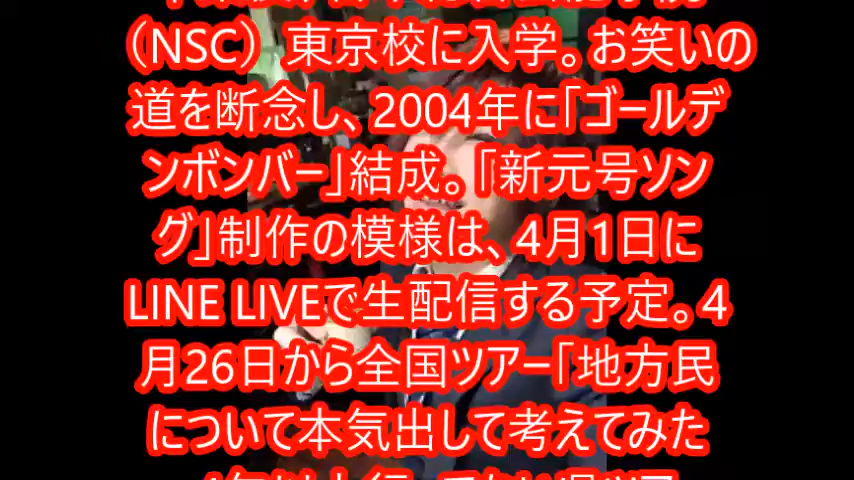 （NSC） 東京校に入学。お笑いの
道を断念し、2004年に「ゴールデ
ンボンバー」結成。「新元号ソン
グ」制作の模様は、4月1日に
LINE LIVEで生配信する予定。4
月26日から全国ツアー「地方民
について本気出して考えてみた